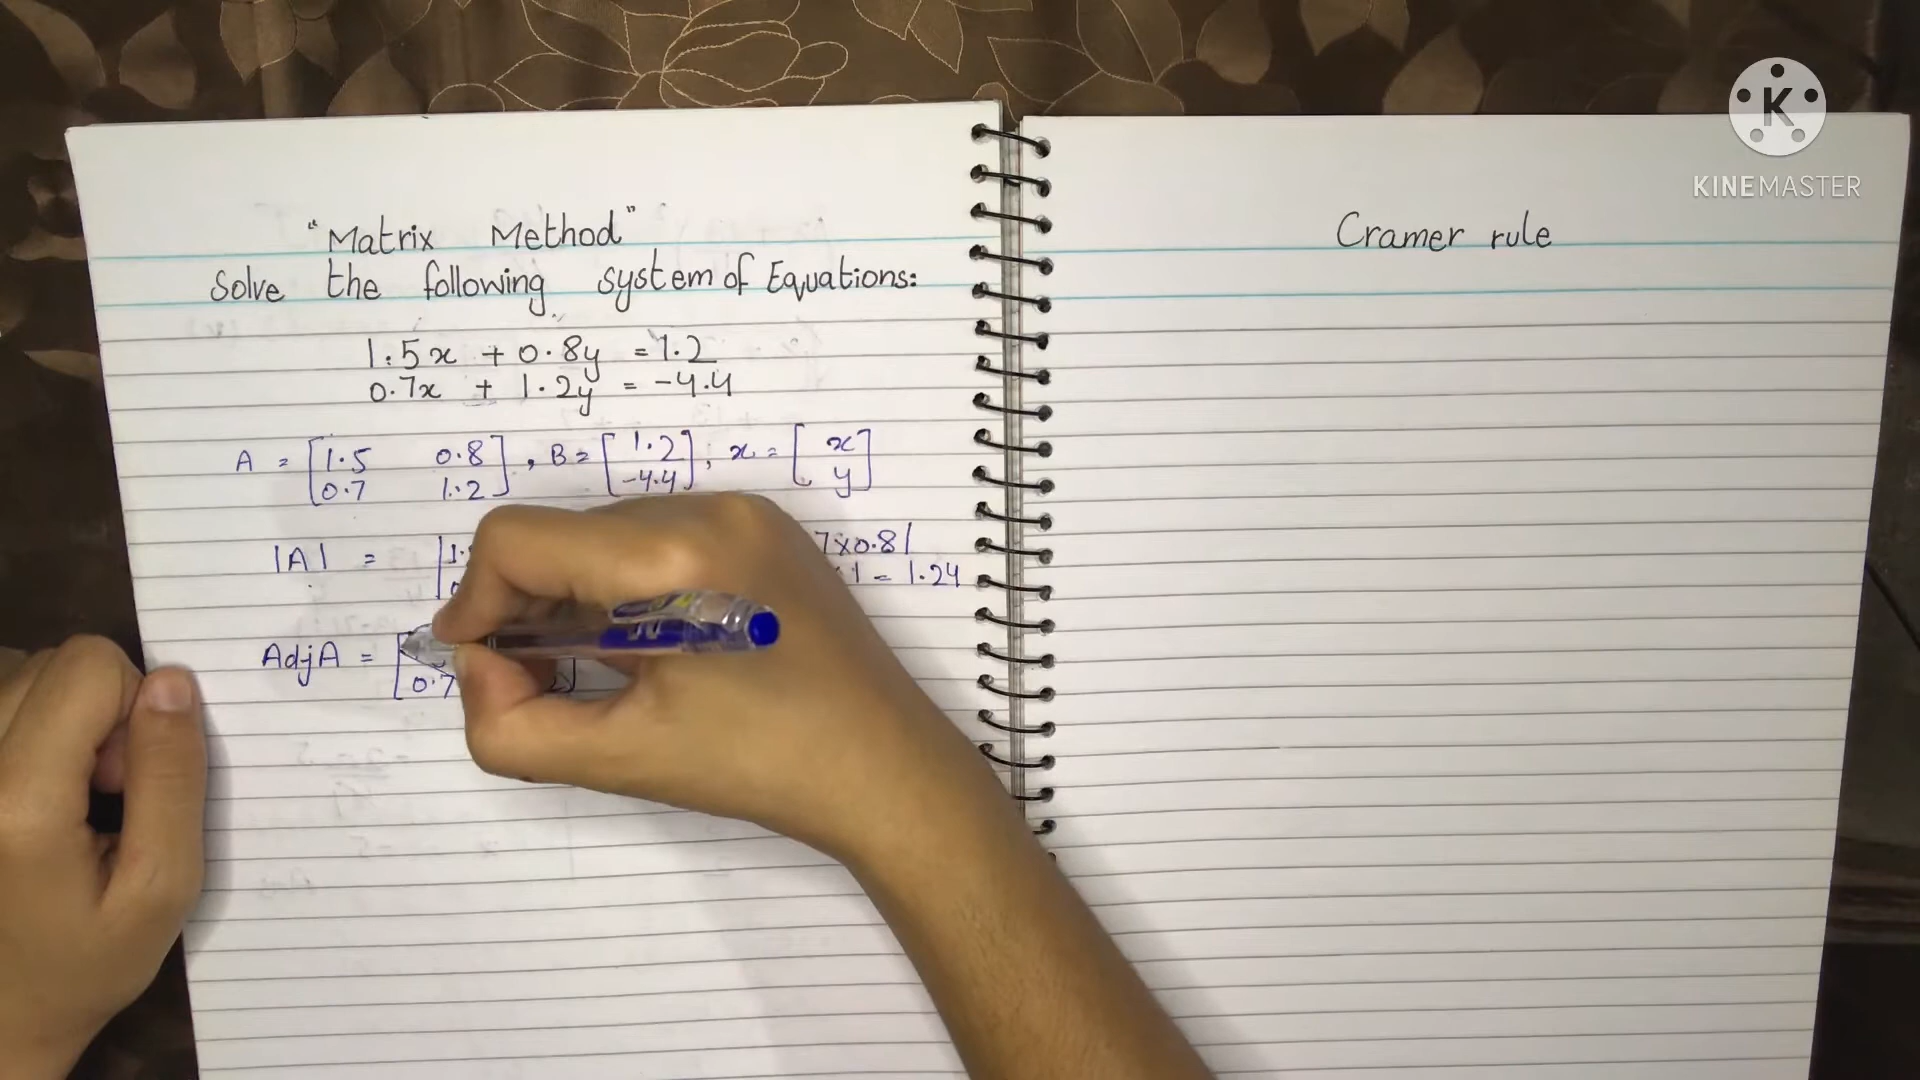 "Matrix Method"
Solve the following system of Equations:
1.5x + 0.8y = 1.2
0.7x + 1.2y = -4.4
A = [1.5 0.8
0.7 1.2], B = [1.2
-4.4], x = [x
y]
|A| = |1. 7x0.8|
= 1.24
AdjA = [
0.7
Cramer rule
K
KINEMASTER